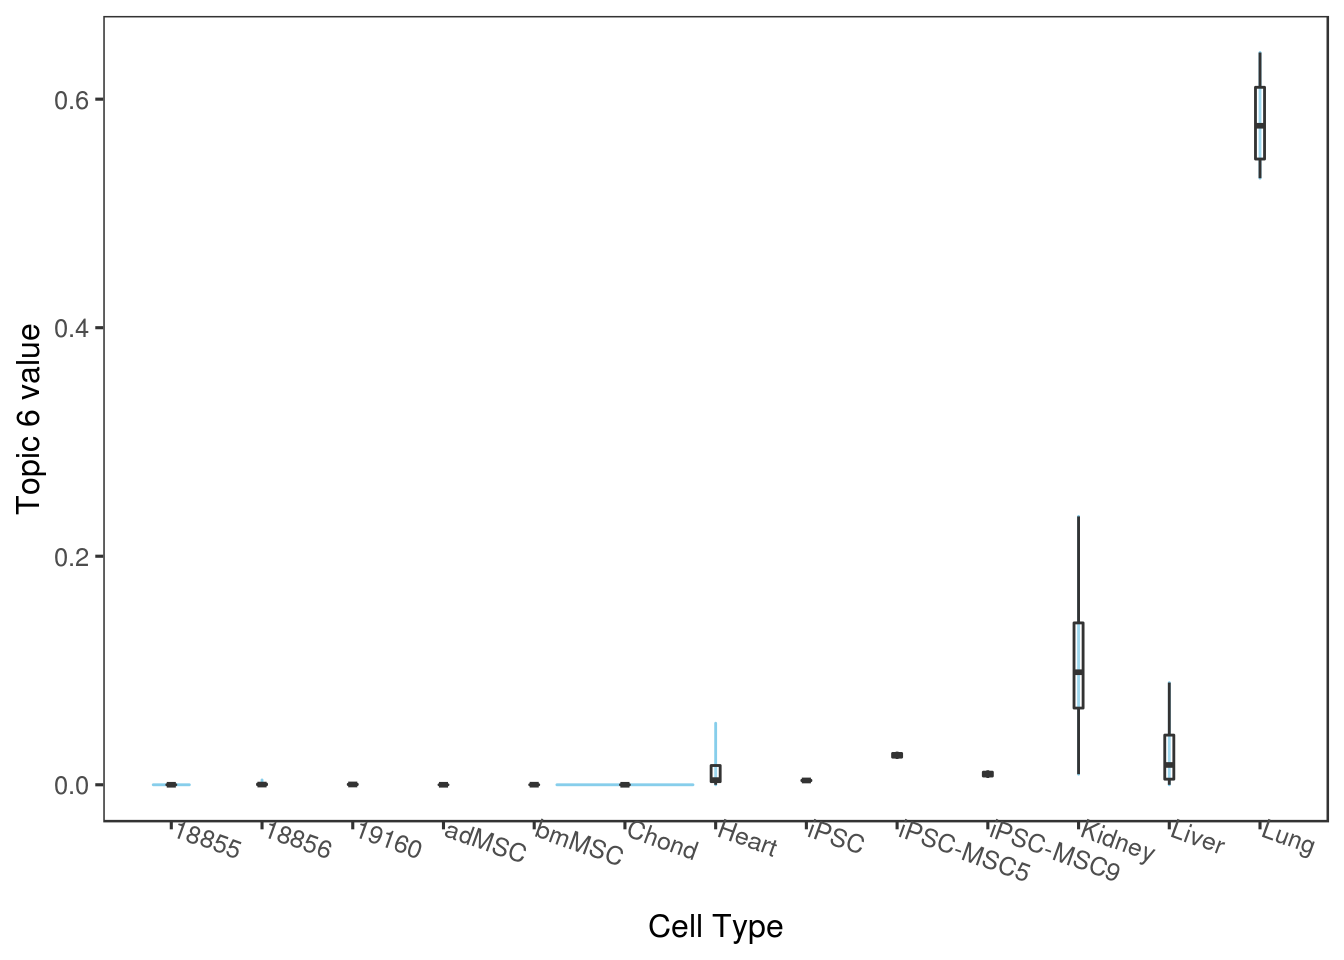 0.6
0.4
0.2
0.0
Topic 6 value
18855
18856
19160
adMSC
bmMSC
Chond
Heart
iPSC
iPSC-MSC5
iPSC-MSC9
Kidney
Liver
Lung
Cell Type